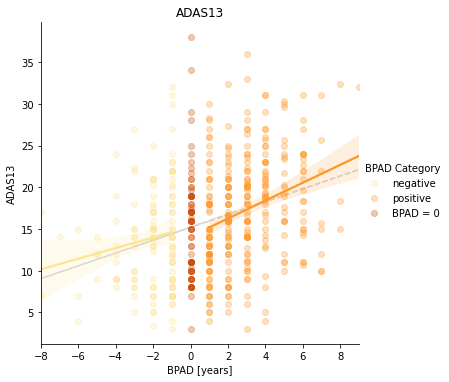 ADAS13
35
30
25
20
15
10
5
ADAS13
−8 −6 −4 −2 0 2 4 6 8
BPAD [years]
BPAD Category
negative
positive
BPAD = 0